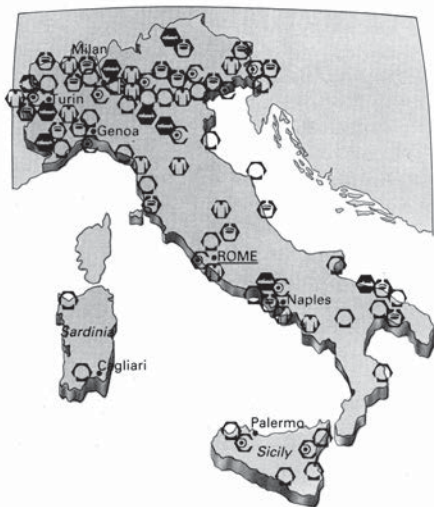 Milan
Turin
Genoa
ROME
Naples
Sardinia
Cagliari
Palermo
Sicily